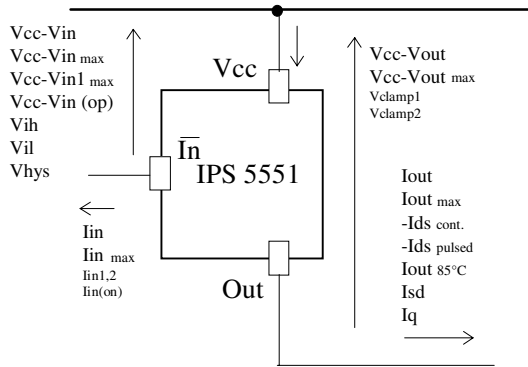 Vcc-Vin
Vcc-Vin max
Vcc-Vin1 max
Vcc-Vin (op)
Vih
Vil
Vhys
Iin
Iin max
Iin1,2
Iin(on)
Vcc
In
IPS 5551
Out
Vcc-Vout
Vcc-Vout max
Vclamp1
Vclamp2
Iout
Iout max
-Ids cont.
-Ids pulsed
Iout 85°C
Isd
Iq